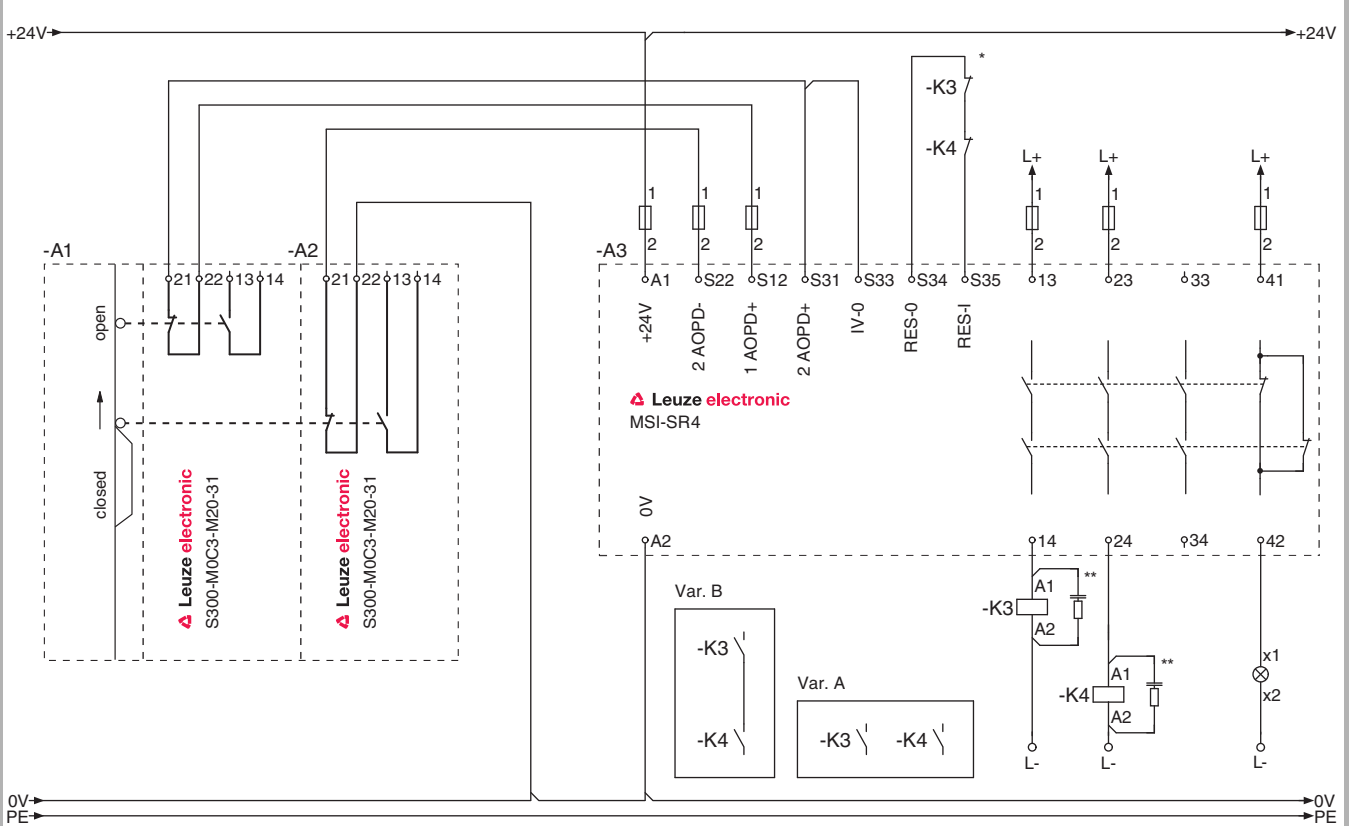 +24V
+24V
*
-K3
-K4
L+
L+
L+
1
1
1
1
1
1
2
2
2
2
2
2
-A1
-A2
-A3
21
22
13
14
21
22
13
14
A1
S22
S12
S31
S33
S34
S35
13
23
33
41
open
closed
+24V
2 AOPD-
1 AOPD+
2 AOPD+
IV-0
RES-0
RES-I
Leuze electronic
MSI-SR4
Leuze electronic
S300-M0C3-M20-31
Leuze electronic
S300-M0C3-M20-31
0V
A2
14
24
34
42
Var. B
-K3
-K4
Var. A
-K3
-K4
A1
**
-K3
A2
A1
**
-K4
A2
x1
x2
L-
L-
L-
0V
0V
PE
PE